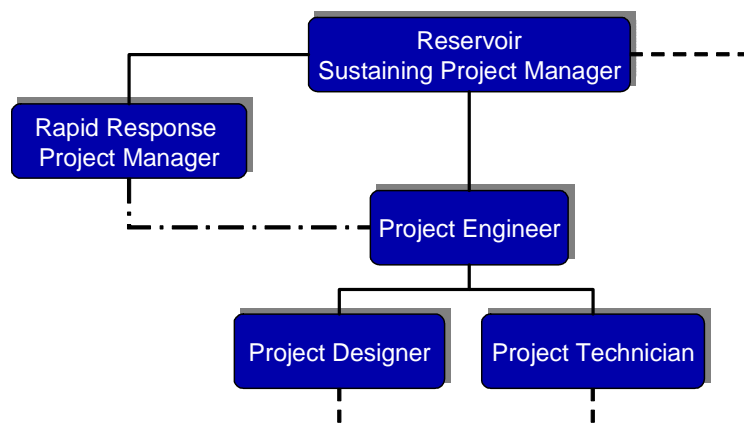 Reservoir
Sustaining Project Manager
Rapid Response
Project Manager
Project Engineer
Project Designer
Project Technician